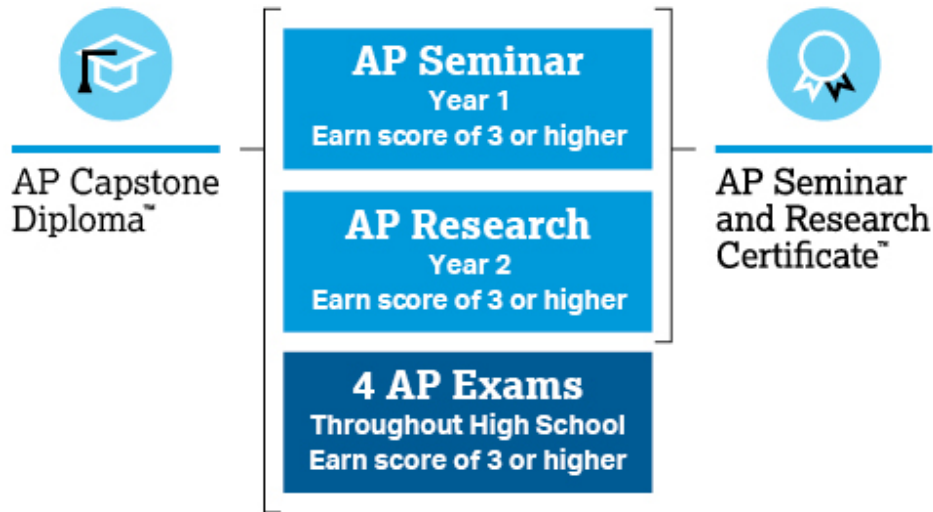 AP Capstone
Diploma™
AP Seminar
Year 1
Earn score of 3 or higher
AP Research
Year 2
Earn score of 3 or higher
4 AP Exams
Throughout High School
Earn score of 3 or higher
AP Seminar
and Research
Certificate™